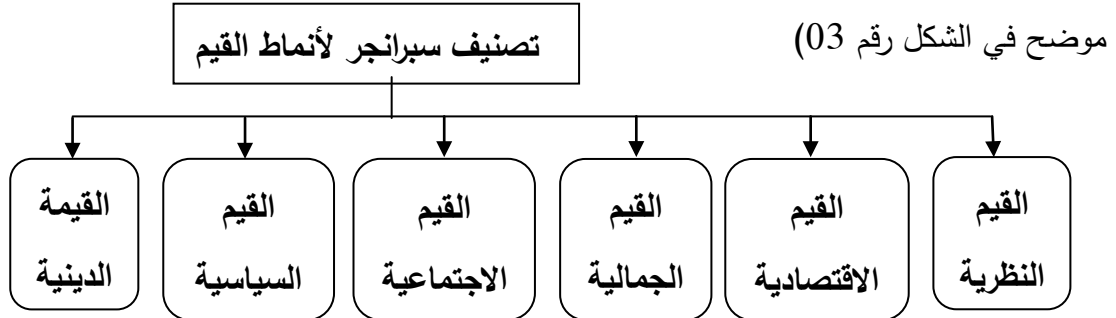 موضح في الشكل رقم 03)
تصنيف سبرانجر لأنماط القيم
القيم
النظرية
القيم
الاقتصادية
القيم
الجمالية
القيم
الاجتماعية
القيم
السياسية
القيمة
الدينية